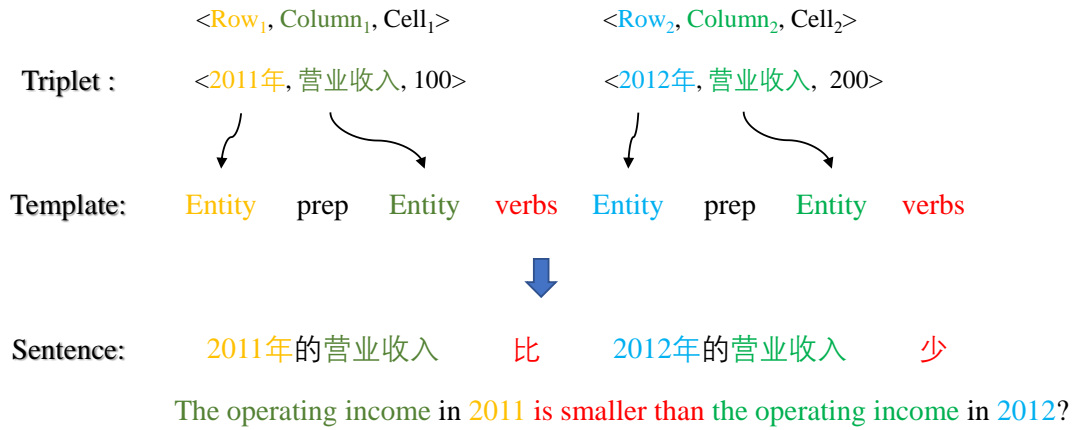 <Row₁, Column₁, Cell₁> <Row₂, Column₂, Cell₂>
Triplet : <2011年, 营业收入, 100> <2012年, 营业收入, 200>
Template: Entity prep Entity verbs Entity prep Entity verbs
Sentence: 2011年的营业收入 比 2012年的营业收入 少
The operating income in 2011 is smaller than the operating income in 2012?